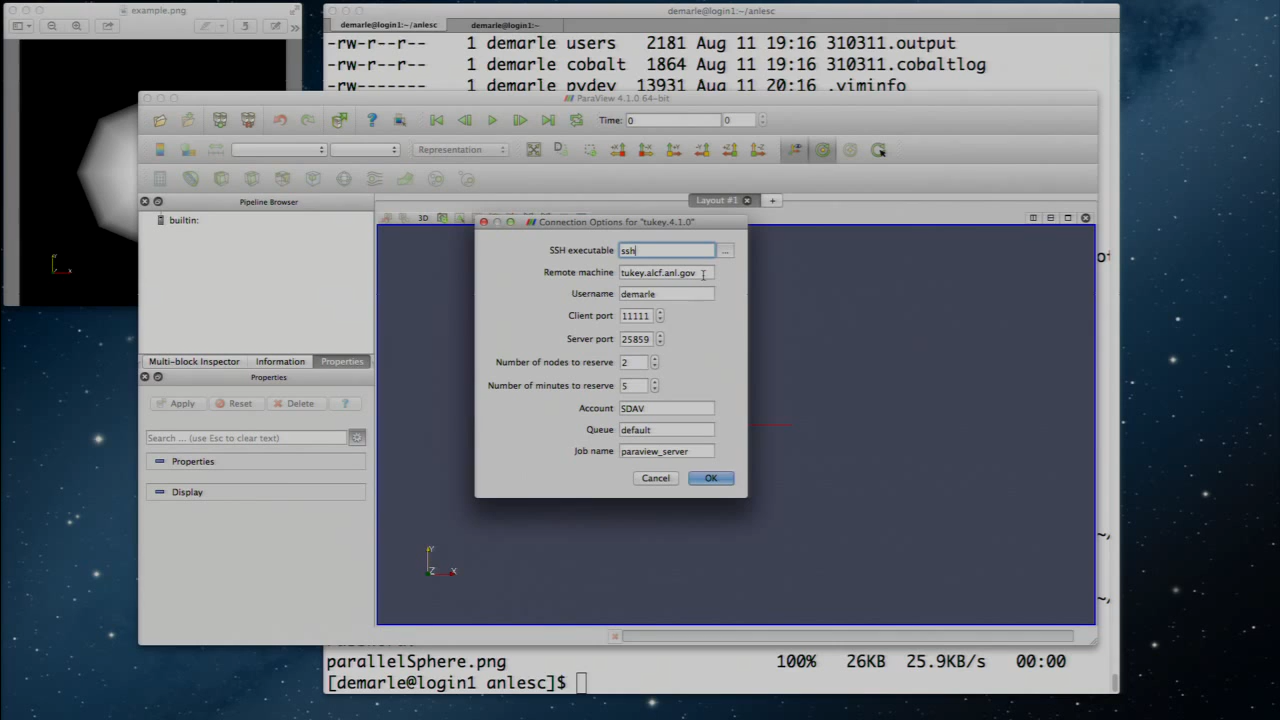 example.png
demarle@login1:~/anlesc
demarle@login1:~/anlesc
demarle@login1:~
-rw-r--r-- 1 demarle users 2181 Aug 11 19:16 310311.output
-rw-r--r-- 1 demarle cobalt 1864 Aug 11 19:16 310311.cobaltlog
-rw------- 1 demarle pydev 13931 Aug 11 20:16 .viminfo
ParaView 4.1.0 64-bit
Time: 0
0
Representation
Pipeline Browser
Layout #1
builtin:
3D
Connection Options for "tukey.4.1.0"
SSH executable ssh ...
Remote machine tukey.alcf.anl.gov
Username demarle
Client port 11111
Server port 25859
Number of nodes to reserve 2
Number of minutes to reserve 5
Account SDAV
Queue default
Job name paraview_server
Cancel OK
Multi-block Inspector Information Properties
Properties
Apply Reset Delete ?
Search ... (use Esc to clear text)
Properties
Display
Y
Z X
parallelSphere.png 100% 26KB 25.9KB/s 00:00
[demarle@login1 anlesc]$